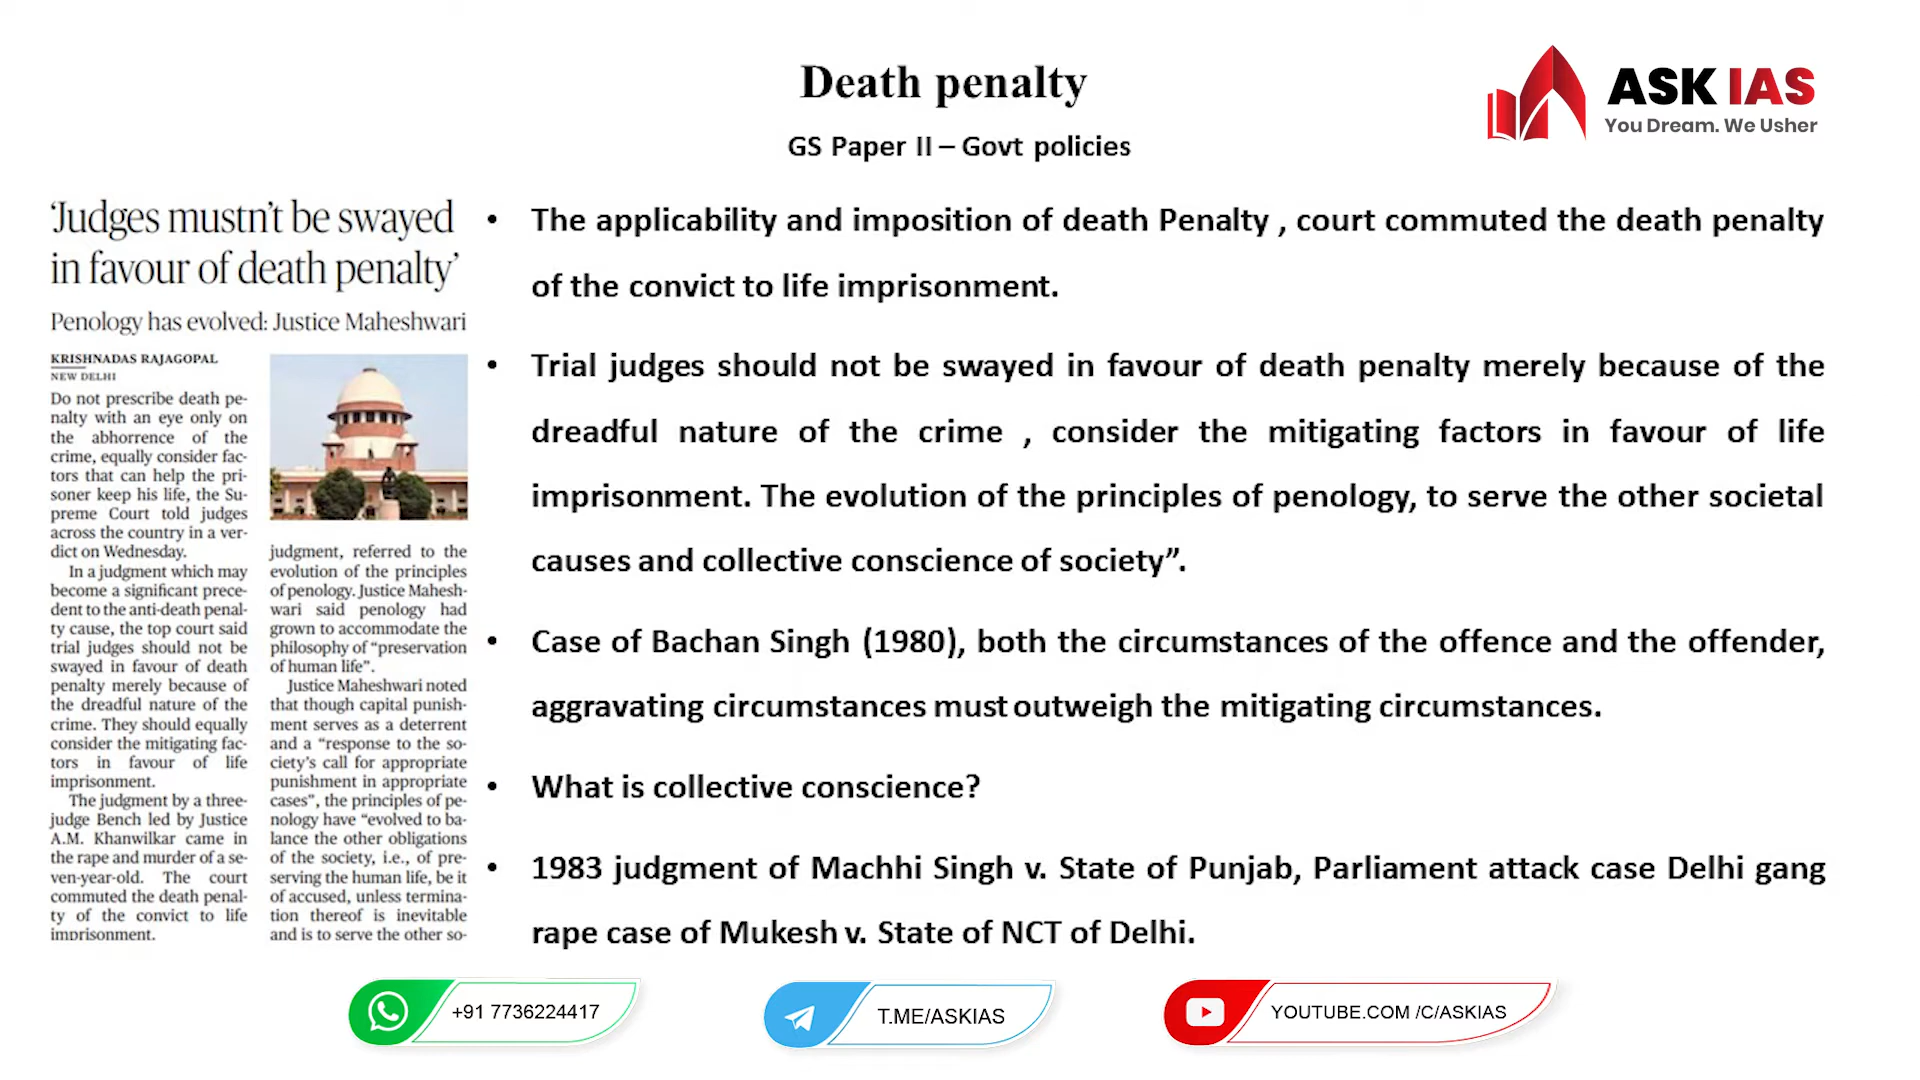 Death penalty
GS Paper II – Govt policies
ASK IAS
You Dream. We Usher
‘Judges mustn’t be swayed
in favour of death penalty’
Penology has evolved: Justice Maheshwari
KRISHNADAS RAJAGOPAL
NEW DELHI
Do not prescribe death pe-
nalty with an eye only on
the abhorrence of the
crime, equally consider fac-
tors that can help the pri-
soner keep his life, the Su-
preme Court told judges
across the country in a ver-
dict on Wednesday.
In a judgment which may
become a significant prece-
dent to the anti-death penal-
ty cause, the top court said
trial judges should not be
swayed in favour of death
penalty merely because of
the dreadful nature of the
crime. They should equally
consider the mitigating fac-
tors in favour of life
imprisonment.
The judgment by a three-
judge Bench led by Justice
A.M. Khanwilkar came in
the rape and murder of a se-
ven-year-old. The court
commuted the death penal-
ty of the convict to life
imprisonment.
judgment, referred to the
evolution of the principles
of penology. Justice Mahesh-
wari said penology had
grown to accommodate the
philosophy of “preservation
of human life”.
Justice Maheshwari noted
that though capital punish-
ment serves as a deterrent
and a “response to the so-
ciety’s call for appropriate
punishment in appropriate
cases”, the principles of pe-
nology have “evolved to ba-
lance the other obligations
of the society, i.e., of pre-
serving the human life, be it
of accused, unless termina-
tion thereof is inevitable
and is to serve the other so-
• The applicability and imposition of death Penalty , court commuted the death penalty
of the convict to life imprisonment.
• Trial judges should not be swayed in favour of death penalty merely because of the
dreadful nature of the crime , consider the mitigating factors in favour of life
imprisonment. The evolution of the principles of penology, to serve the other societal
causes and collective conscience of society”.
• Case of Bachan Singh (1980), both the circumstances of the offence and the offender,
aggravating circumstances must outweigh the mitigating circumstances.
• What is collective conscience?
• 1983 judgment of Machhi Singh v. State of Punjab, Parliament attack case Delhi gang
rape case of Mukesh v. State of NCT of Delhi.
+91 7736224417
T.ME/ASKIAS
YOUTUBE.COM /C/ASKIAS